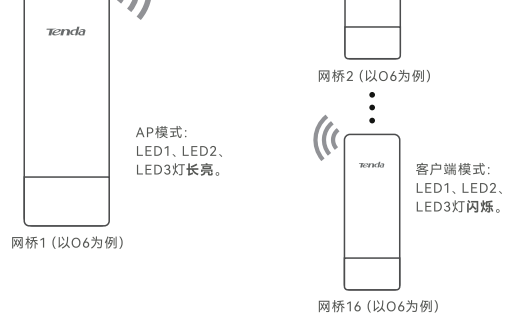 Tenda
AP模式:
LED1、LED2、
LED3灯长亮。
网桥1（以O6为例）
网桥2（以O6为例）
Tenda
客户端模式:
LED1、LED2、
LED3灯闪烁。
网桥16（以O6为例）